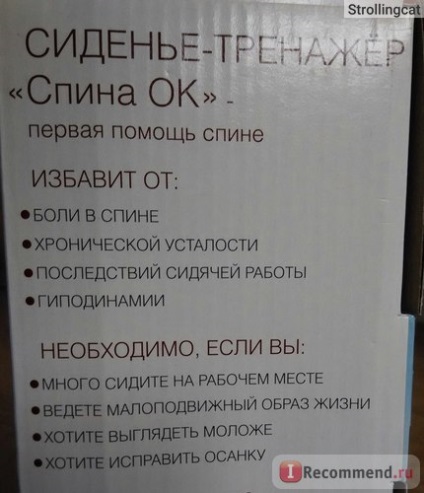 Strollingcat
СИДЕНЬЕ-ТРЕНАЖЁР
«Спина ОК» -
первая помощь спине
ИЗБАВИТ ОТ:
●БОЛИ В СПИНЕ
●ХРОНИЧЕСКОЙ УСТАЛОСТИ
●ПОСЛЕДСТВИЙ СИДЯЧЕЙ РАБОТЫ
●ГИПОДИНАМИИ
НЕОБХОДИМО, ЕСЛИ ВЫ:
●МНОГО СИДИТЕ НА РАБОЧЕМ МЕСТЕ
●ВЕДЕТЕ МАЛОПОДВИЖНЫЙ ОБРАЗ ЖИЗНИ
●ХОТИТЕ ВЫГЛЯДЕТЬ МОЛОЖЕ
●ХОТИТЕ ИСПРАВИТЬ ОСАНКУ
I Recommend.ru